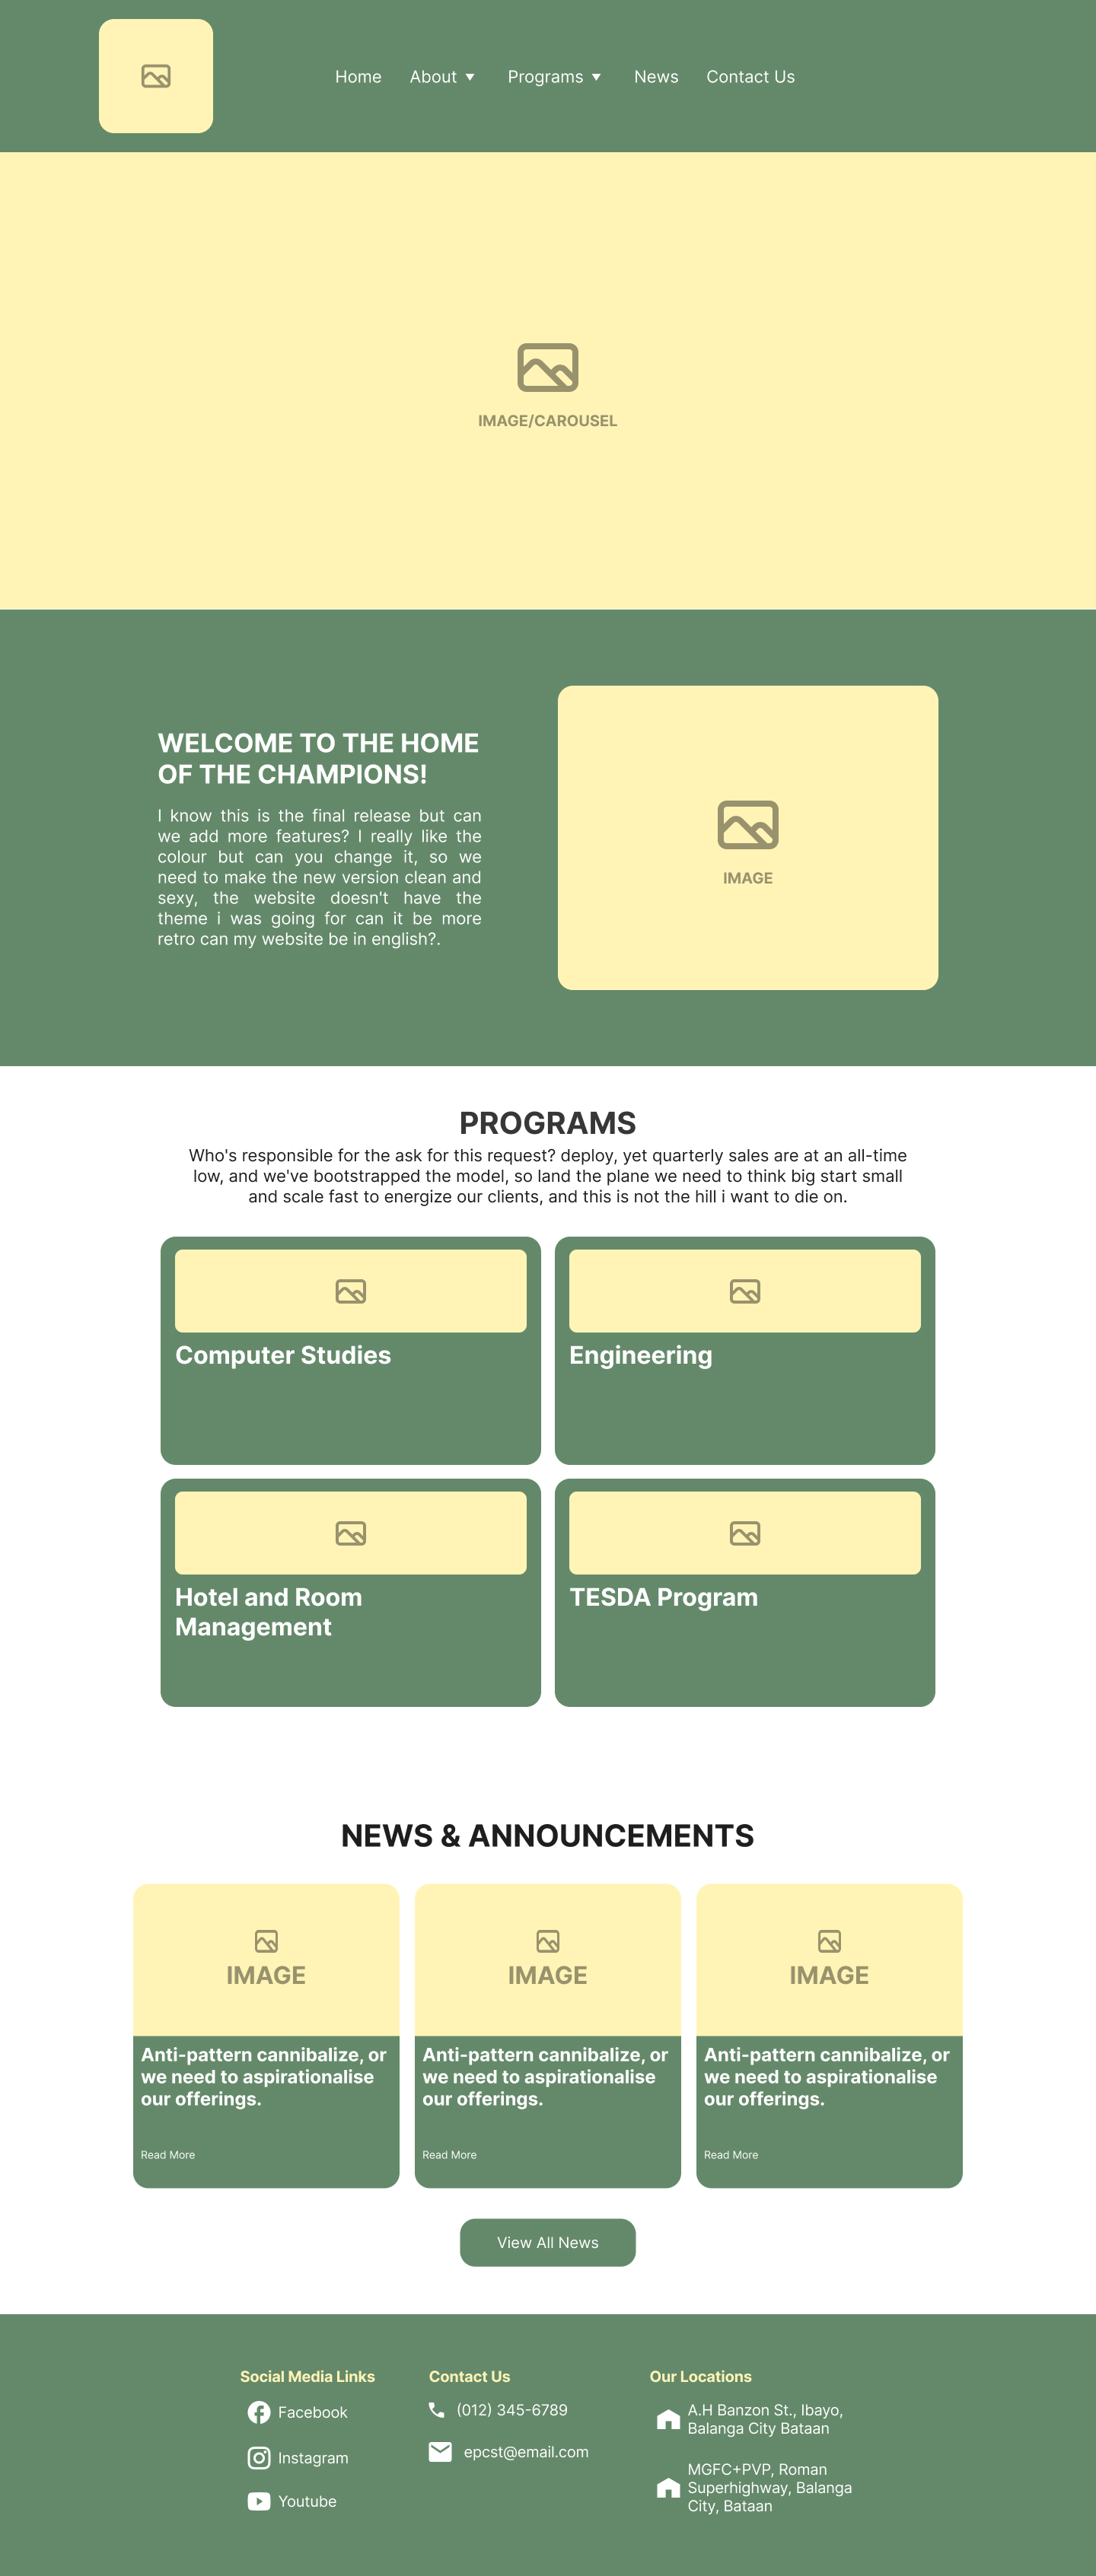 Home About Programs News Contact Us
IMAGE/CAROUSEL
WELCOME TO THE HOME
OF THE CHAMPIONS!
I know this is the final release but can
we add more features? I really like the
colour but can you change it, so we
need to make the new version clean and
sexy, the website doesn't have the
theme i was going for can it be more
retro can my website be in english?.
IMAGE
PROGRAMS
Who's responsible for the ask for this request? deploy, yet quarterly sales are at an all-time
low, and we've bootstrapped the model, so land the plane we need to think big start small
and scale fast to energize our clients, and this is not the hill i want to die on.
Computer Studies
Engineering
Hotel and Room
Management
TESDA Program
NEWS & ANNOUNCEMENTS
IMAGE
Anti-pattern cannibalize, or
we need to aspirationalise
our offerings.
Read More
IMAGE
Anti-pattern cannibalize, or
we need to aspirationalise
our offerings.
Read More
IMAGE
Anti-pattern cannibalize, or
we need to aspirationalise
our offerings.
Read More
View All News
Social Media Links
Facebook
Instagram
Youtube
Contact Us
(012) 345-6789
epcst@email.com
Our Locations
A.H Banzon St., Ibayo,
Balanga City Bataan
MGFC+PVP, Roman
Superhighway, Balanga
City, Bataan